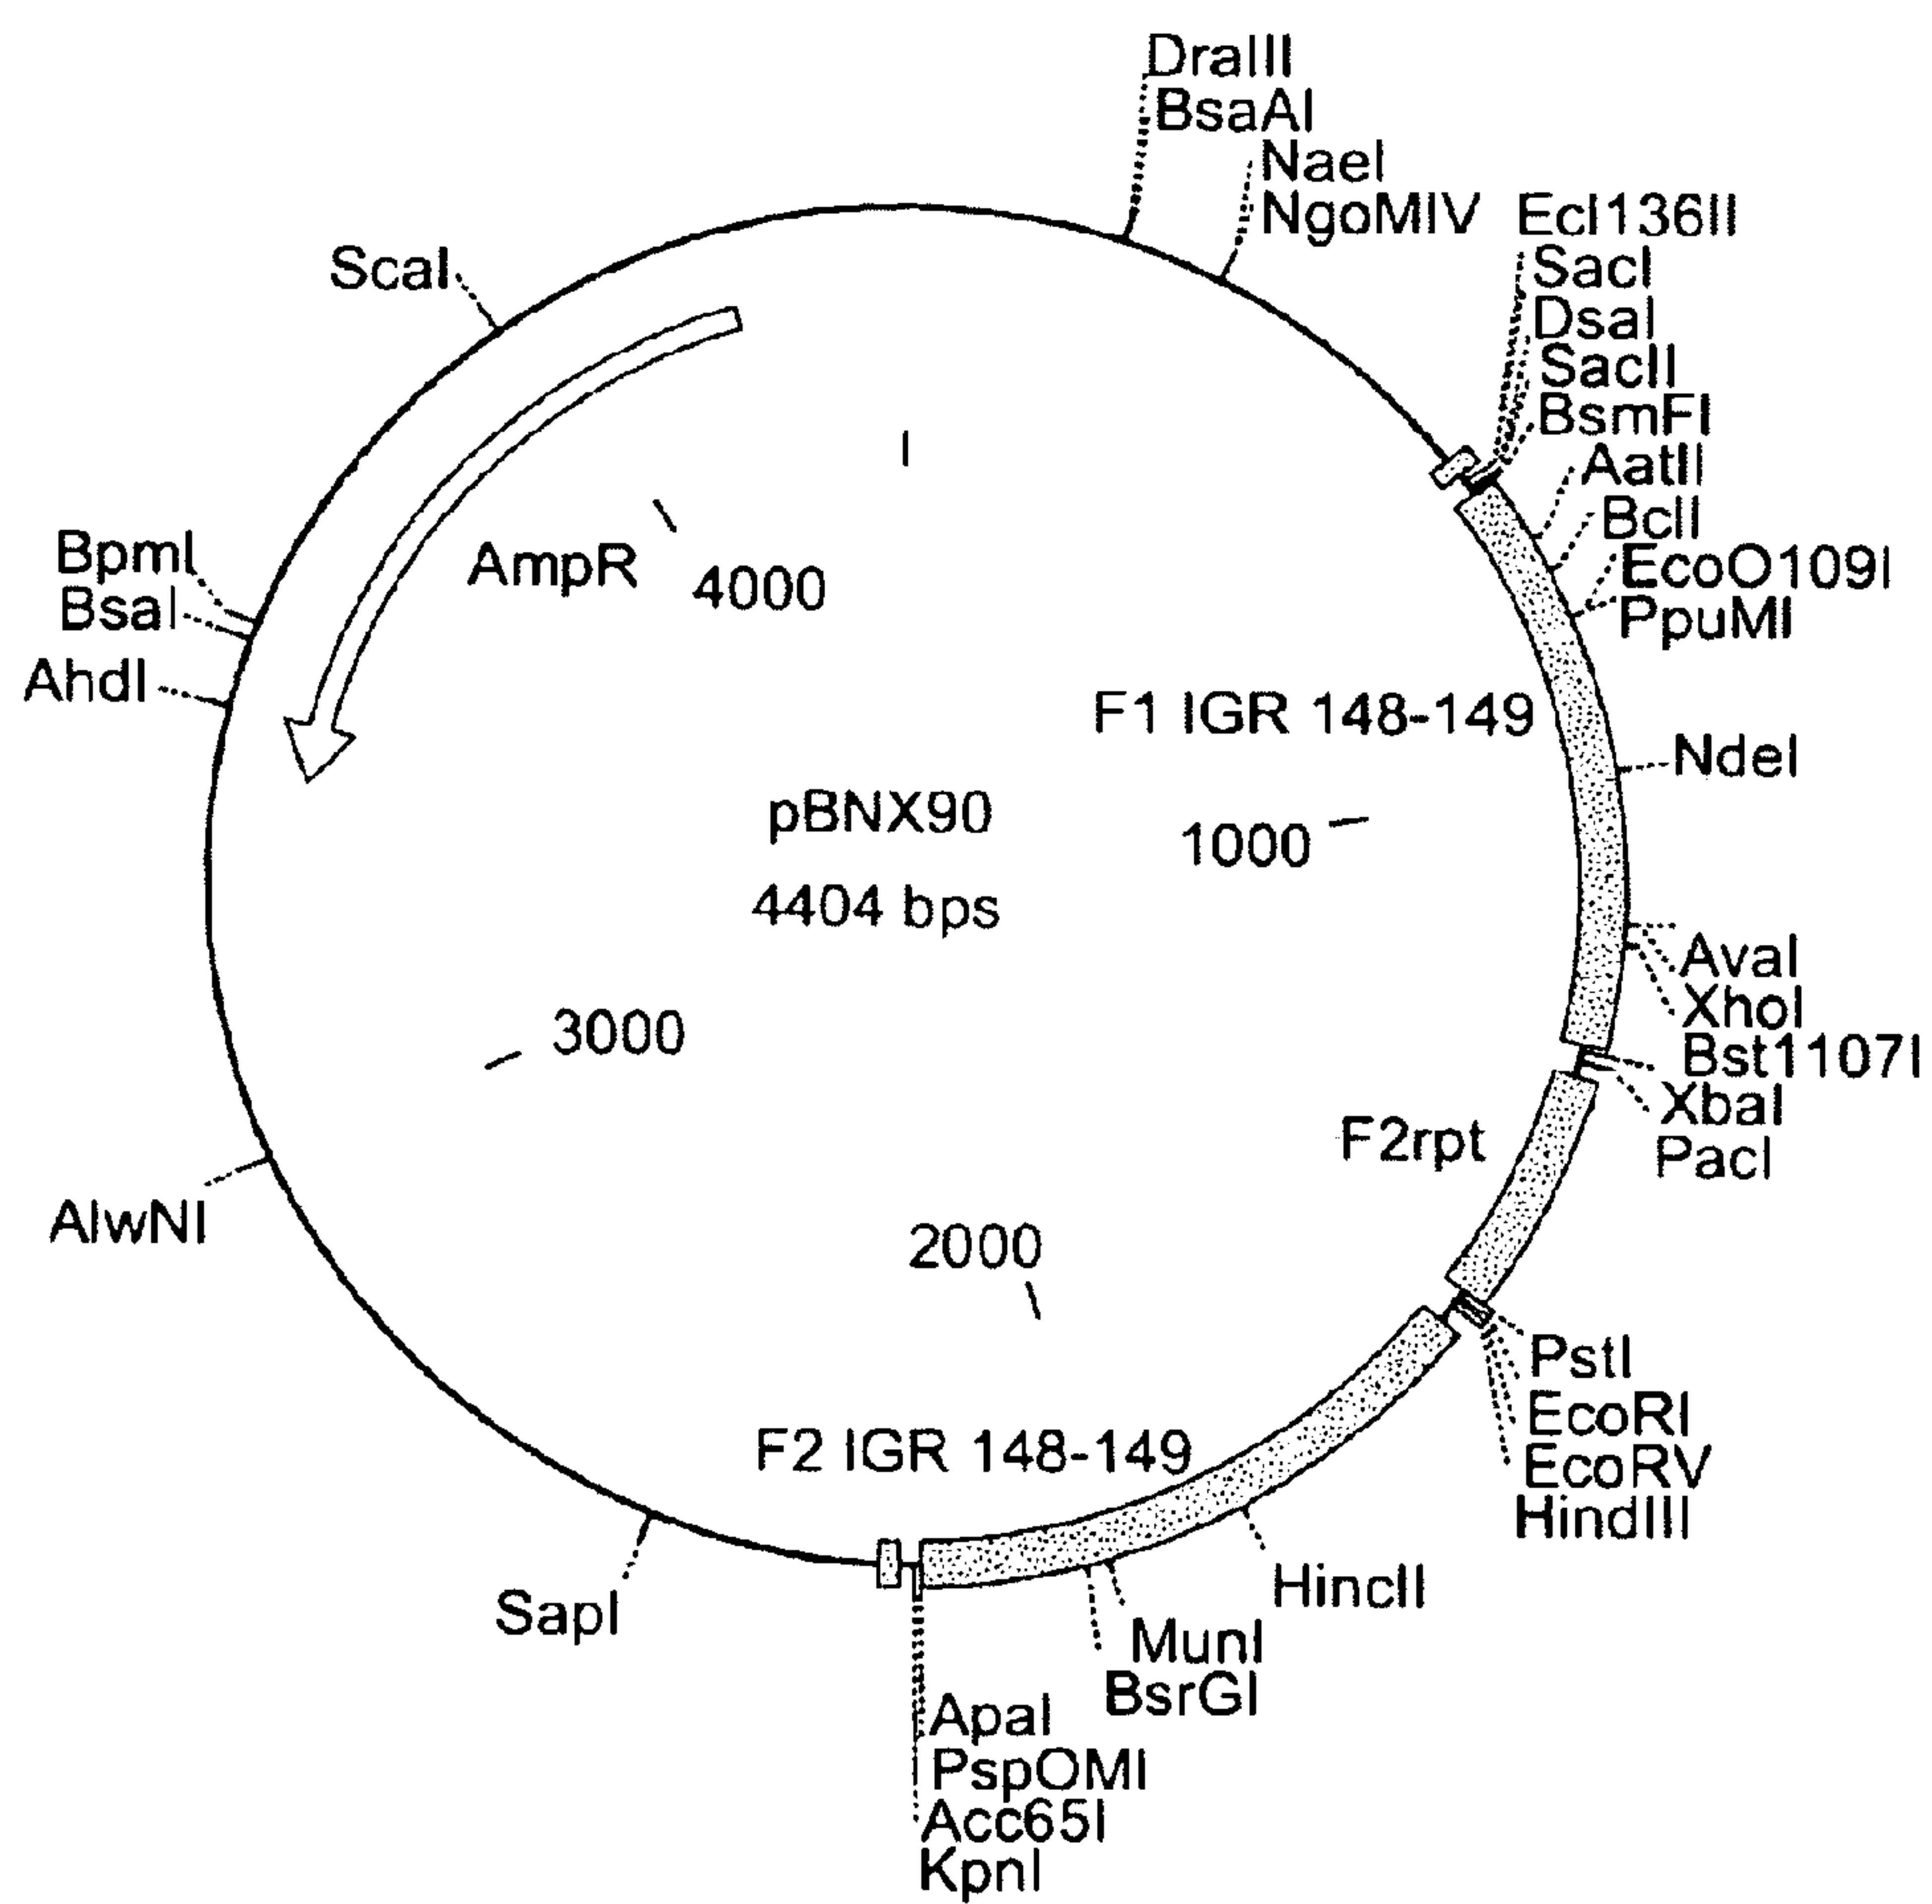 DraIII
BsaAI
NaeI
NgoMIV
Ecl136II
SacI
DsaI
SacII
BsmFI
AatII
BclI
EcoO109I
PpuMI
ScaI
I
AmpR
4000
BpmI
BsaI
AhdI
F1 IGR 148-149
NdeI
pBNX90
1000
4404 bps
AvaI
XhoI
Bst1107I
XbaI
PacI
3000
F2rpt
AlwNI
2000
PstI
EcoRI
EcoRV
HindIII
F2 IGR 148-149
HincII
SapI
MunI
BsrGI
ApaI
PspOMI
Acc65I
KpnI